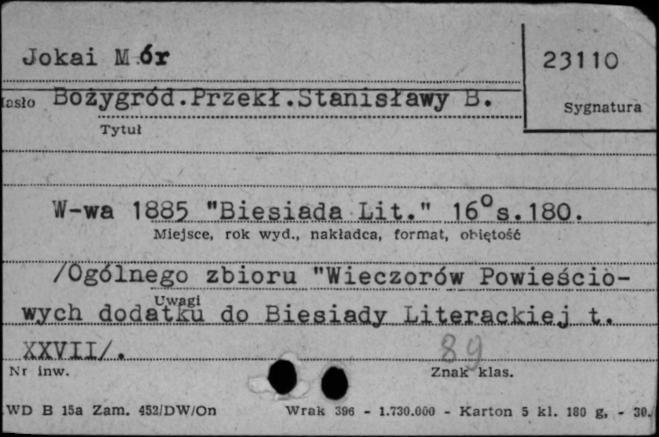 Jokai Mór
23110
Hasło Bożygród.Przekł.Stanisławy B.
Sygnatura
Tytuł
W-wa 1885 "Biesiada Lit." 16° s.180.
Miejsce, rok wyd., nakładca, format, objętość
/Ogólnego zbioru "Wieczorów Powieścio-
Uwagi
wych dodatku do Biesiady Literackiej t.
XXVII/.
89
Nr inw.
Znak klas.
WD B 15a Zam. 452/DW/On Wrak 396 - 1.730.000 - Karton 5 kl. 180 g, - 30.